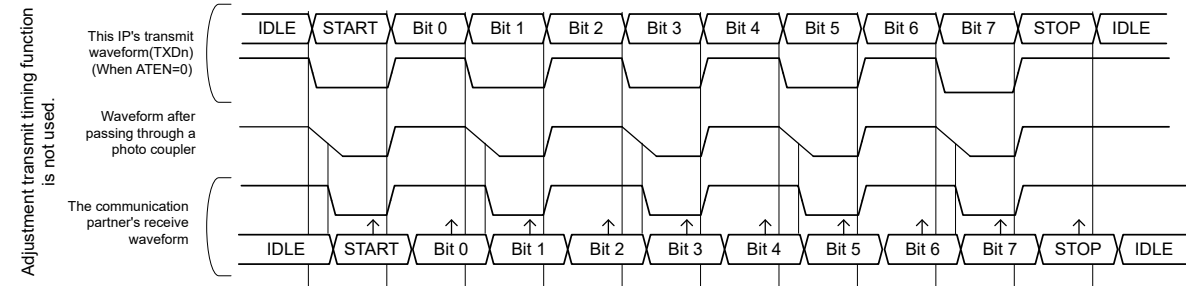 Adjustment transmit timing function
is not used.
This IP's transmit
waveform(TXDn)
(When ATEN=0)
IDLE START Bit 0 Bit 1 Bit 2 Bit 3 Bit 4 Bit 5 Bit 6 Bit 7 STOP IDLE
Waveform after
passing through a
photo coupler
The communication
partner's receive
waveform
IDLE START Bit 0 Bit 1 Bit 2 Bit 3 Bit 4 Bit 5 Bit 6 Bit 7 STOP IDLE